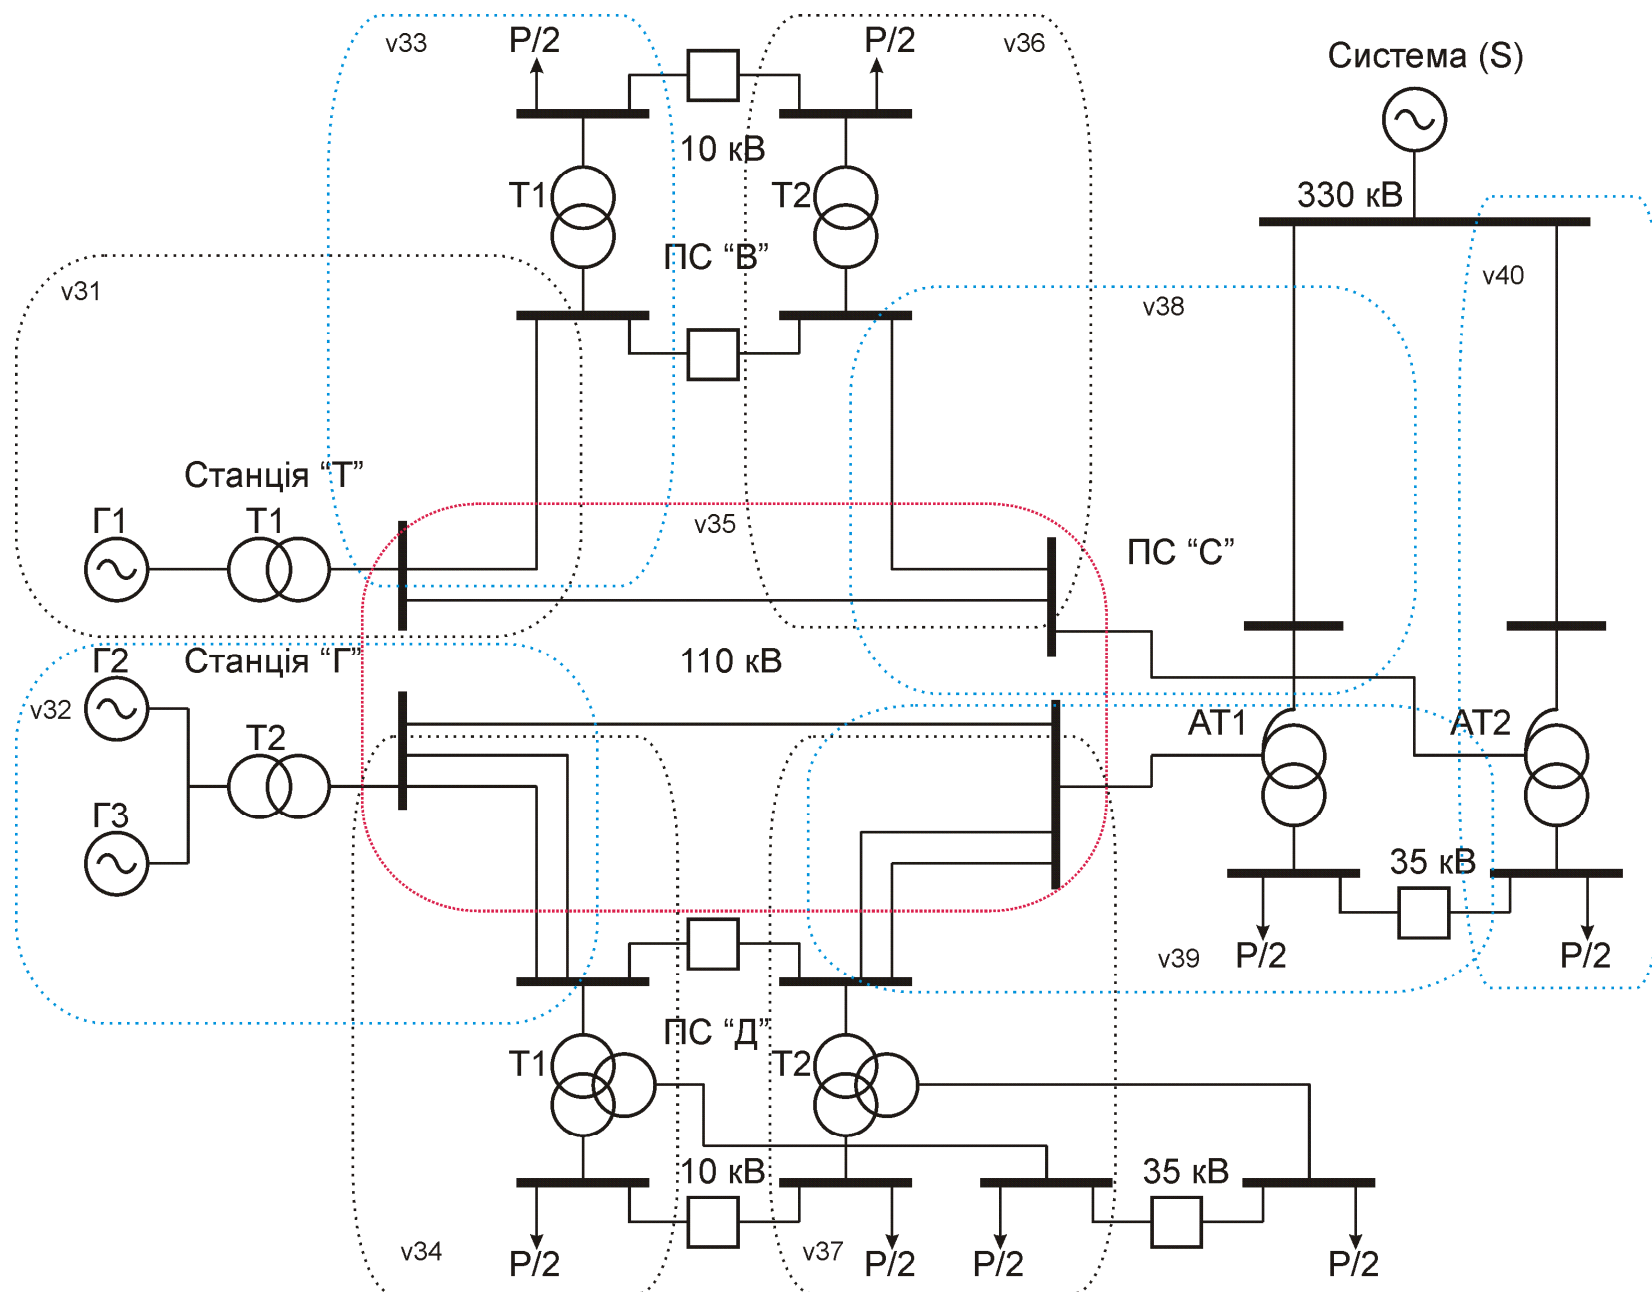 v33
P/2
P/2
v36
Система (S)
10 кВ
T1
T2
330 кВ
ПС “В”
v31
v38
v40
Станція “Т”
v35
Г1
T1
ПС “С”
Г2
Станція “Г”
110 кВ
v32
T2
AT1
AT2
Г3
35 кВ
v39
P/2
P/2
ПС “Д”
T1
T2
10 кВ
35 кВ
v34
P/2
v37
P/2
P/2
P/2